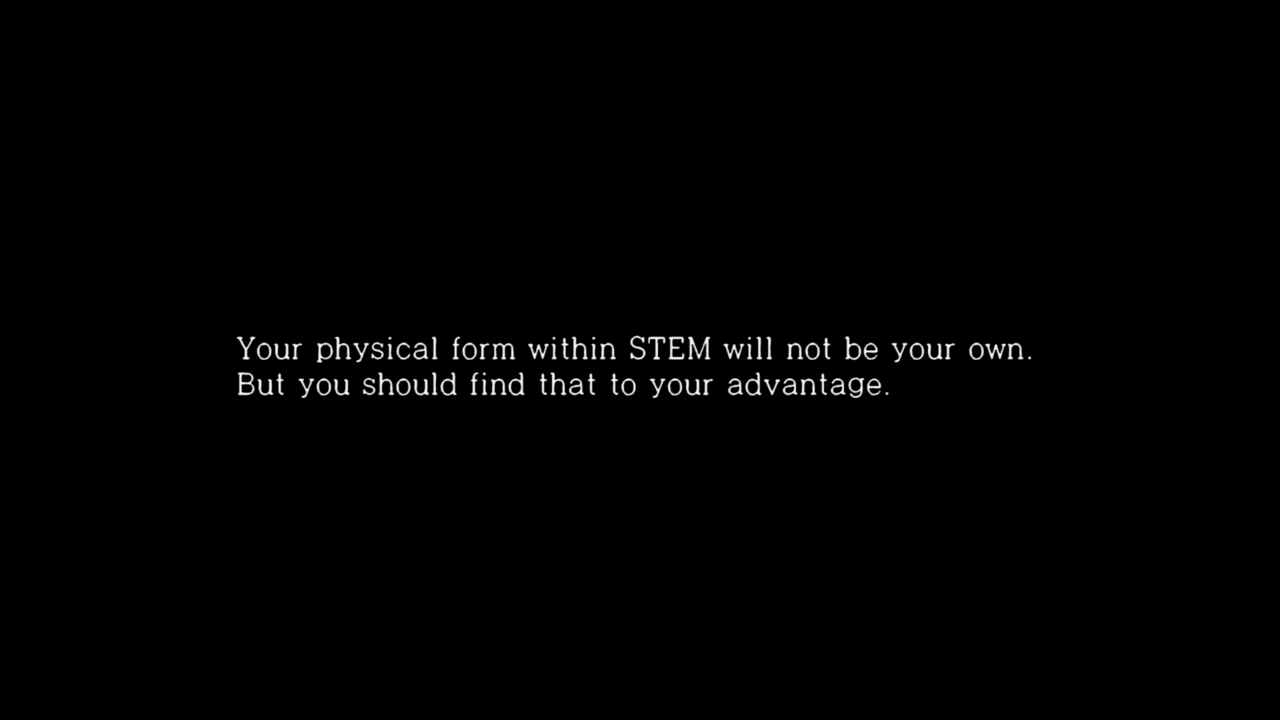 Your physical form within STEM will not be your own.
But you should find that to your advantage.